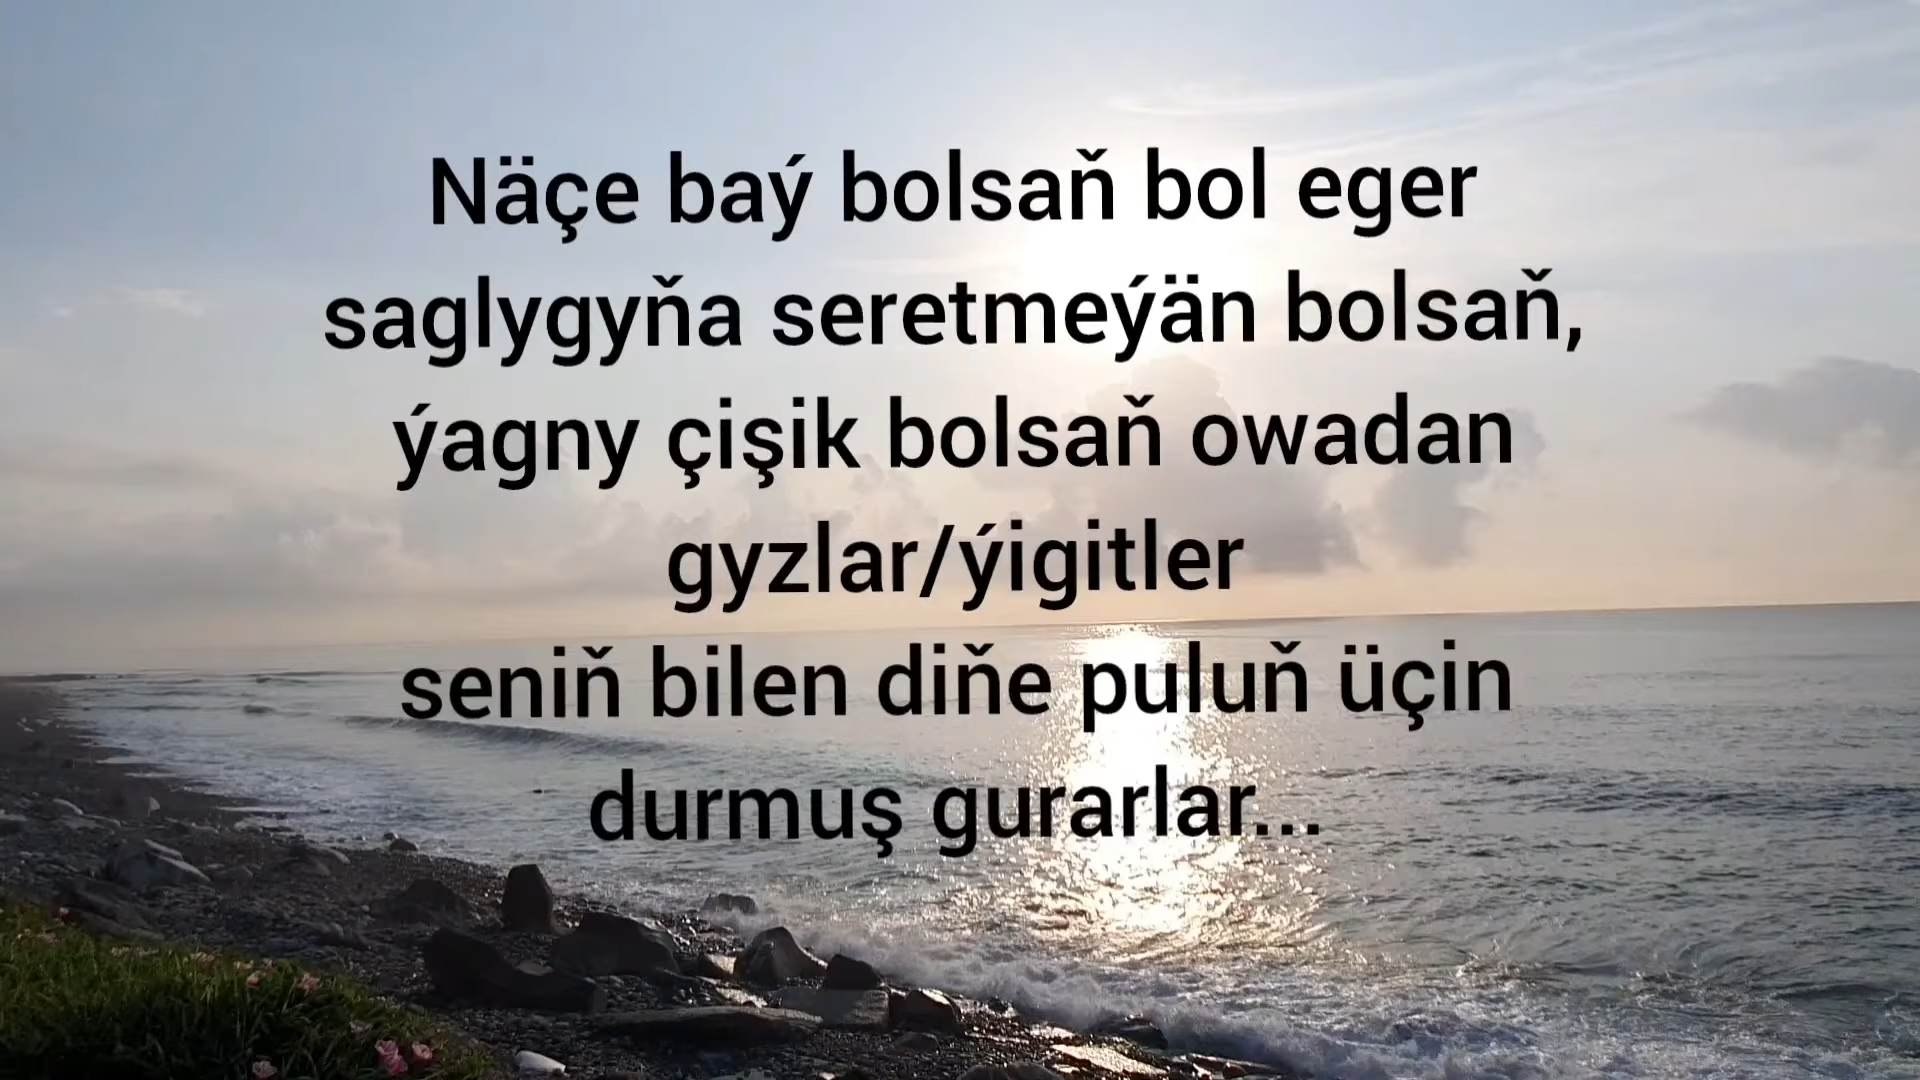 Näçe baý bolsaň bol eger
saglygyňa seretmeýän bolsaň,
ýagny çişik bolsaň owadan
gyzlar/ýigitler
seniň bilen diňe puluň üçin
durmuş gurarlar...